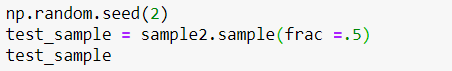 np.random.seed(2)
test_sample = sample2.sample(frac =.5)
test_sample